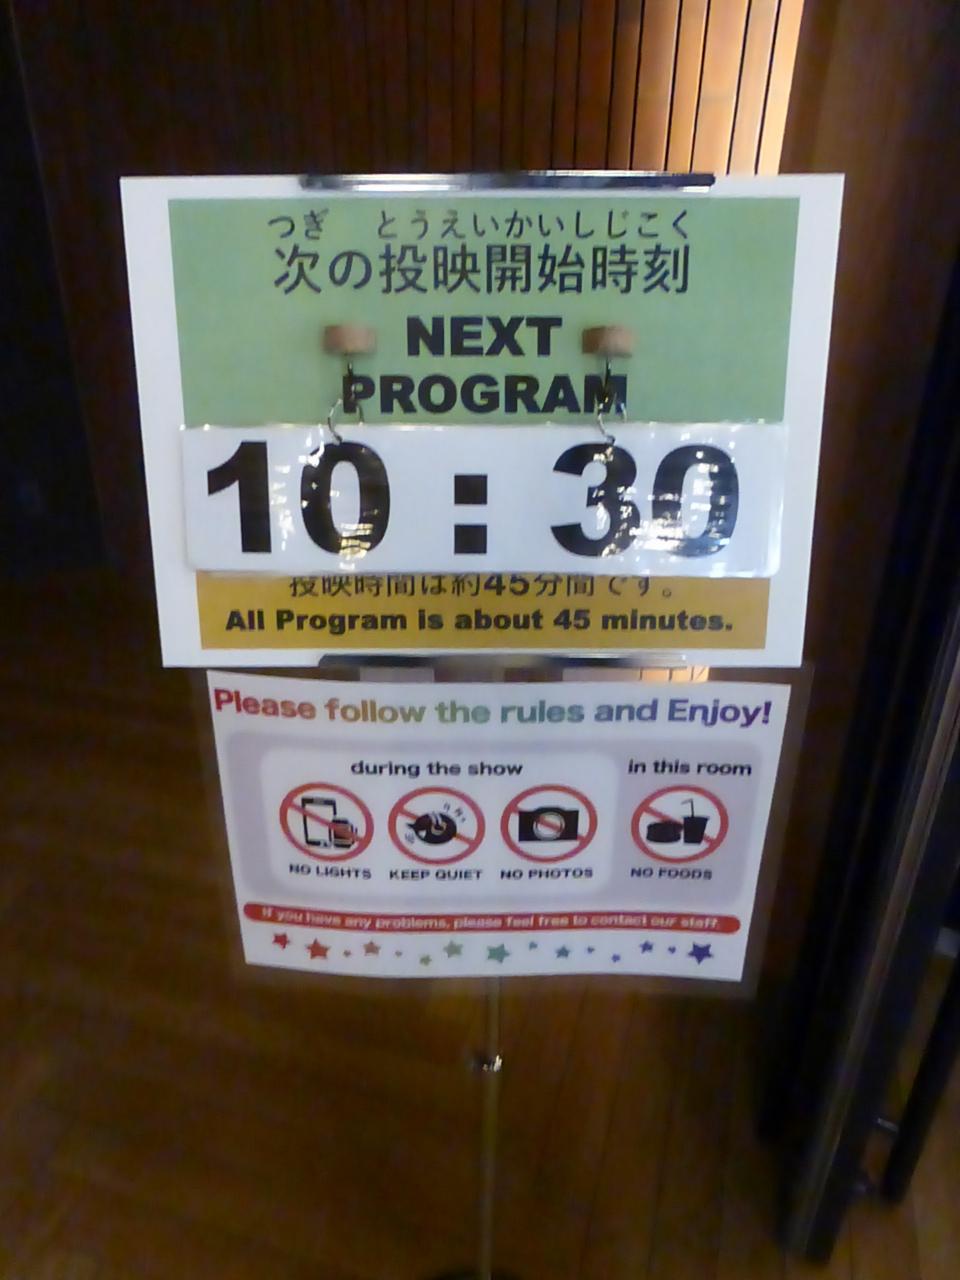 つぎ とうえいかいしじこく
次の投映開始時刻
NEXT
PROGRAM
10:30
投映時間は約45分間です。
All Program is about 45 minutes.
Please follow the rules and Enjoy!
during the show
in this room
NO LIGHTS
KEEP QUIET
NO PHOTOS
NO FOODS
If you have any problems, please feel free to contact our staff.